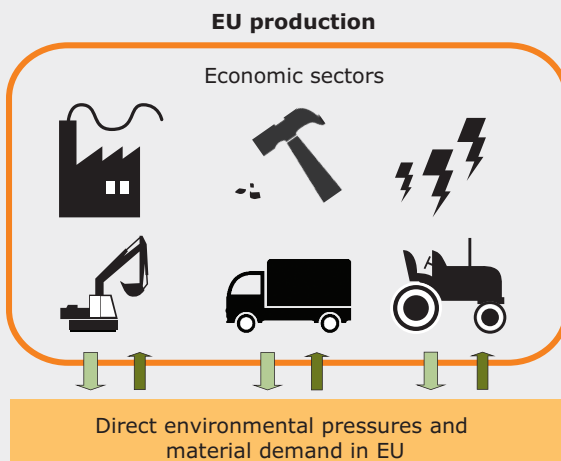 EU production
Economic sectors
Direct environmental pressures and
material demand in EU